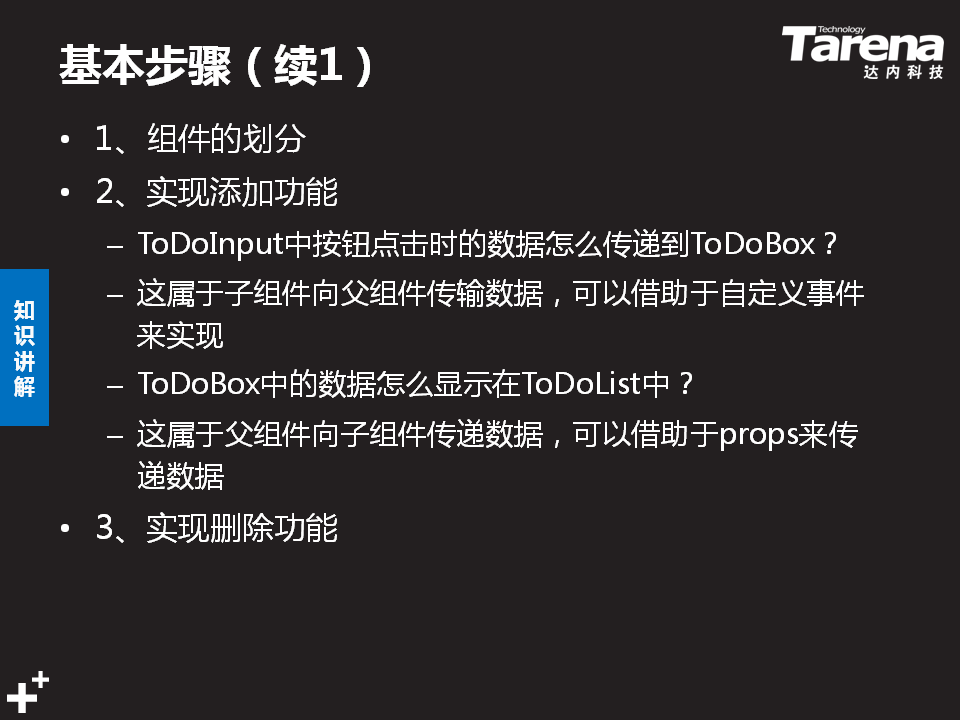 基本步骤（续1）
Technology
Tarena
达内科技
• 1、组件的划分
• 2、实现添加功能
– ToDoInput中按钮点击时的数据怎么传递到ToDoBox？
– 这属于子组件向父组件传输数据，可以借助于自定义事件
来实现
– ToDoBox中的数据怎么显示在ToDoList中？
– 这属于父组件向子组件传递数据，可以借助于props来传
递数据
• 3、实现删除功能
知
识
讲
解